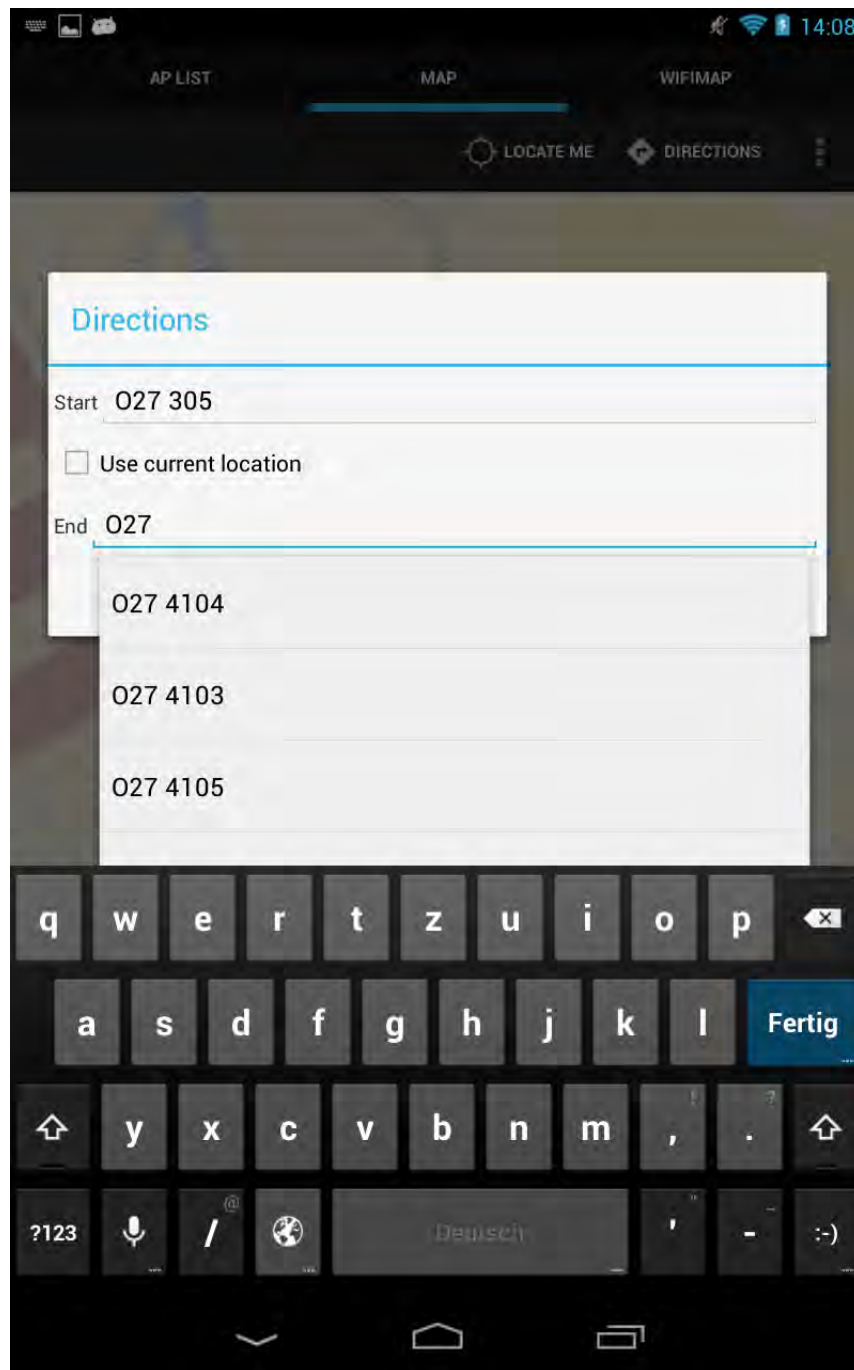 14:08
AP LIST MAP WIFIMAP
LOCATE ME DIRECTIONS
Directions
Start O27 305
Use current location
End O27
O27 4104
O27 4103
O27 4105
q w e r t z u i o p
a s d f g h j k l Fertig
! ?
y x c v b n m , .
@ " _
?123 / Deutsch ' - :-)